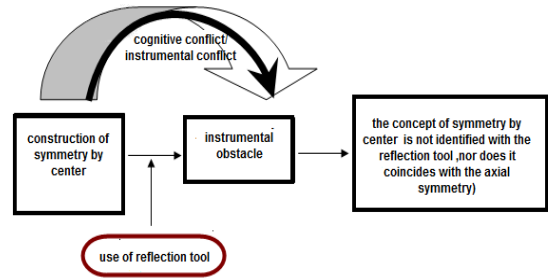 cognitive conflict/
instrumental conflict
construction of
symmetry by
center
instrumental
obstacle
the concept of symmetry by
center is not identified with the
reflection tool ,nor does it
coincides with the axial
symmetry)
use of reflection tool